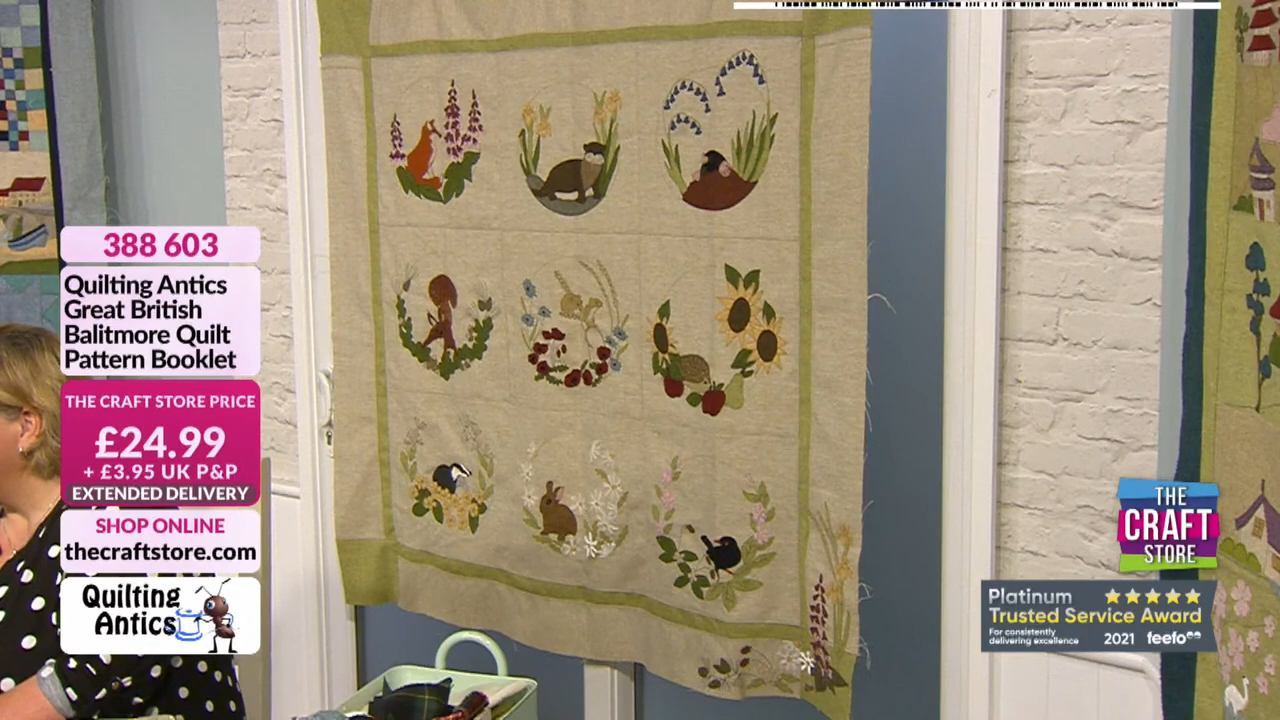 388 603
Quilting Antics
Great British
Balitmore Quilt
Pattern Booklet
THE CRAFT STORE PRICE
£24.99
+ £3.95 UK P&P
EXTENDED DELIVERY
SHOP ONLINE
thecraftstore.com
Quilting
Antics
THE
CRAFT
STORE
Platinum
Trusted Service Award
For consistently
delivering excellence
2021 feefo